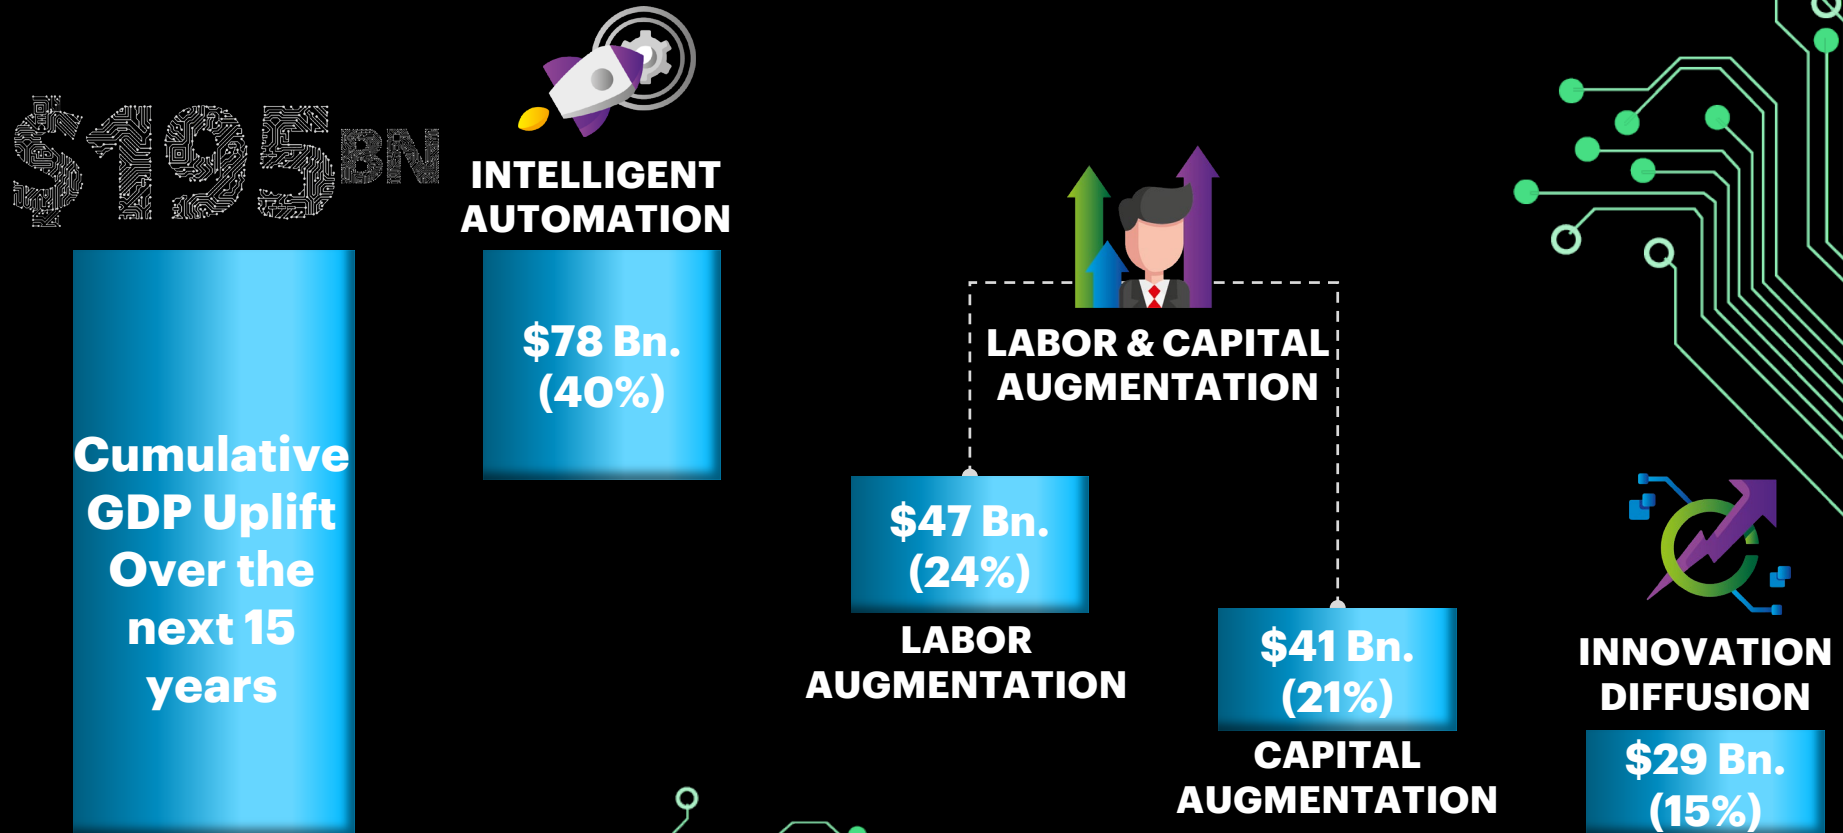 $195BN
Cumulative
GDP Uplift
Over the
next 15
years
INTELLIGENT
AUTOMATION
$78 Bn.
(40%)
LABOR & CAPITAL
AUGMENTATION
$47 Bn.
(24%)
LABOR
AUGMENTATION
$41 Bn.
(21%)
CAPITAL
AUGMENTATION
INNOVATION
DIFFUSION
$29 Bn.
(15%)